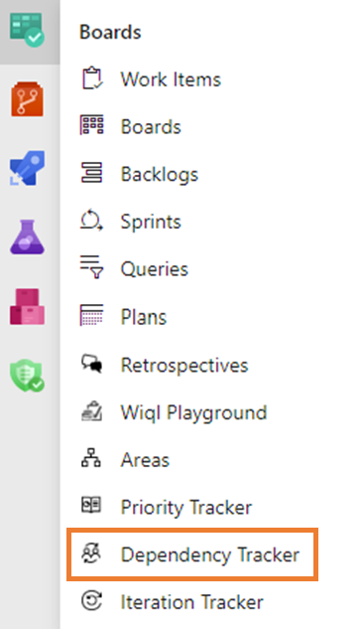 Boards
Work Items
Boards
Backlogs
Sprints
Queries
Plans
Retrospectives
Wiql Playground
Areas
Priority Tracker
Dependency Tracker
Iteration Tracker